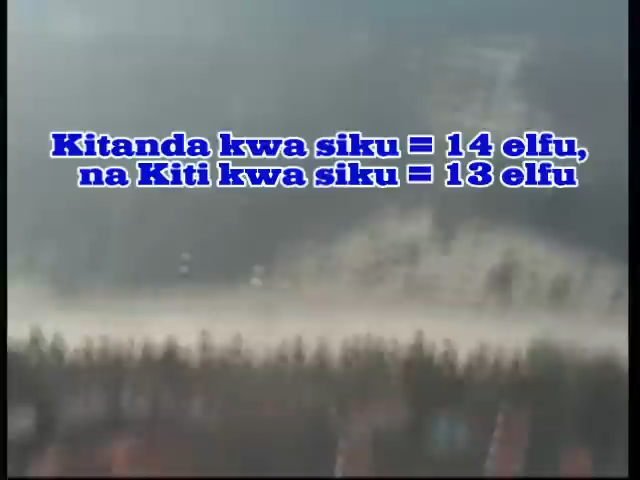 Kitanda kwa siku = 14 elfu,
na Kiti kwa siku = 13 elfu